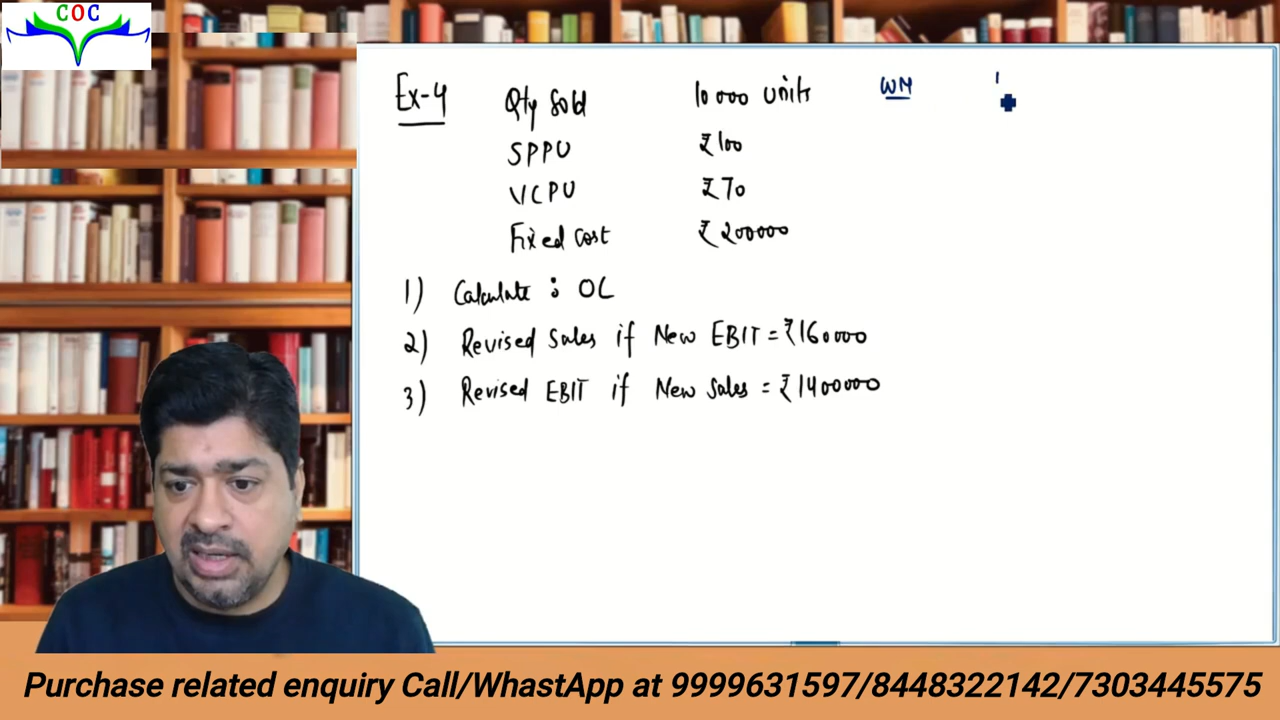 COC
Ex-4 Qty Sold 10000 units WN
SPPU ₹100
VCPU ₹70
Fixed Cost ₹200000
1) Calculate : OL
2) Revised Sales if New EBIT = ₹160000
3) Revised EBIT if New Sales = ₹1400000
Purchase related enquiry Call/WhastApp at 9999631597/8448322142/7303445575